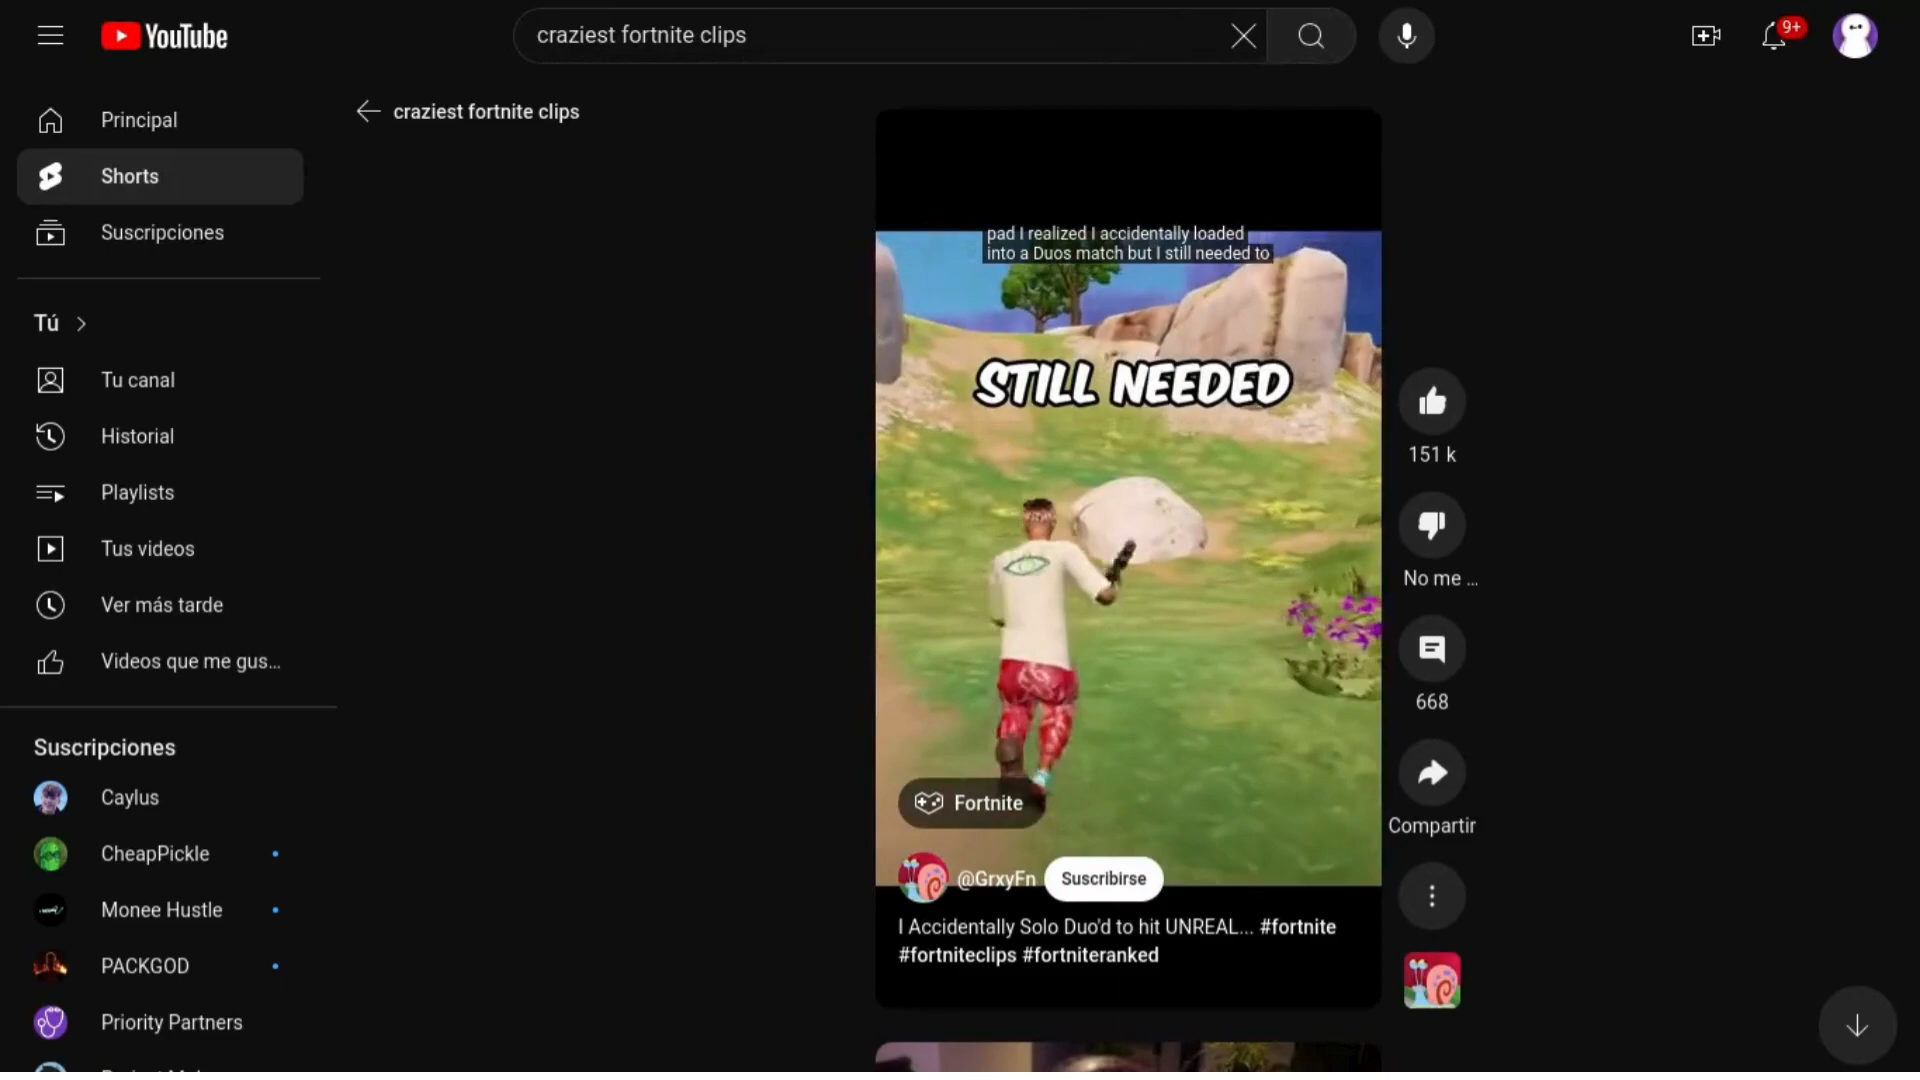 YouTube
craziest fortnite clips
9+
Principal
Shorts
Suscripciones
Tú
Tu canal
Historial
Playlists
Tus videos
Ver más tarde
Videos que me gus...
Suscripciones
Caylus
CheapPickle
Monee Hustle
PACKGOD
Priority Partners
craziest fortnite clips
pad I realized I accidentally loaded
into a Duos match but I still needed to
STILL NEEDED
Fortnite
@GrxyFn
Suscribirse
I Accidentally Solo Duo'd to hit UNREAL... #fortnite
#fortniteclips #fortniteranked
151 k
No me ...
668
Compartir